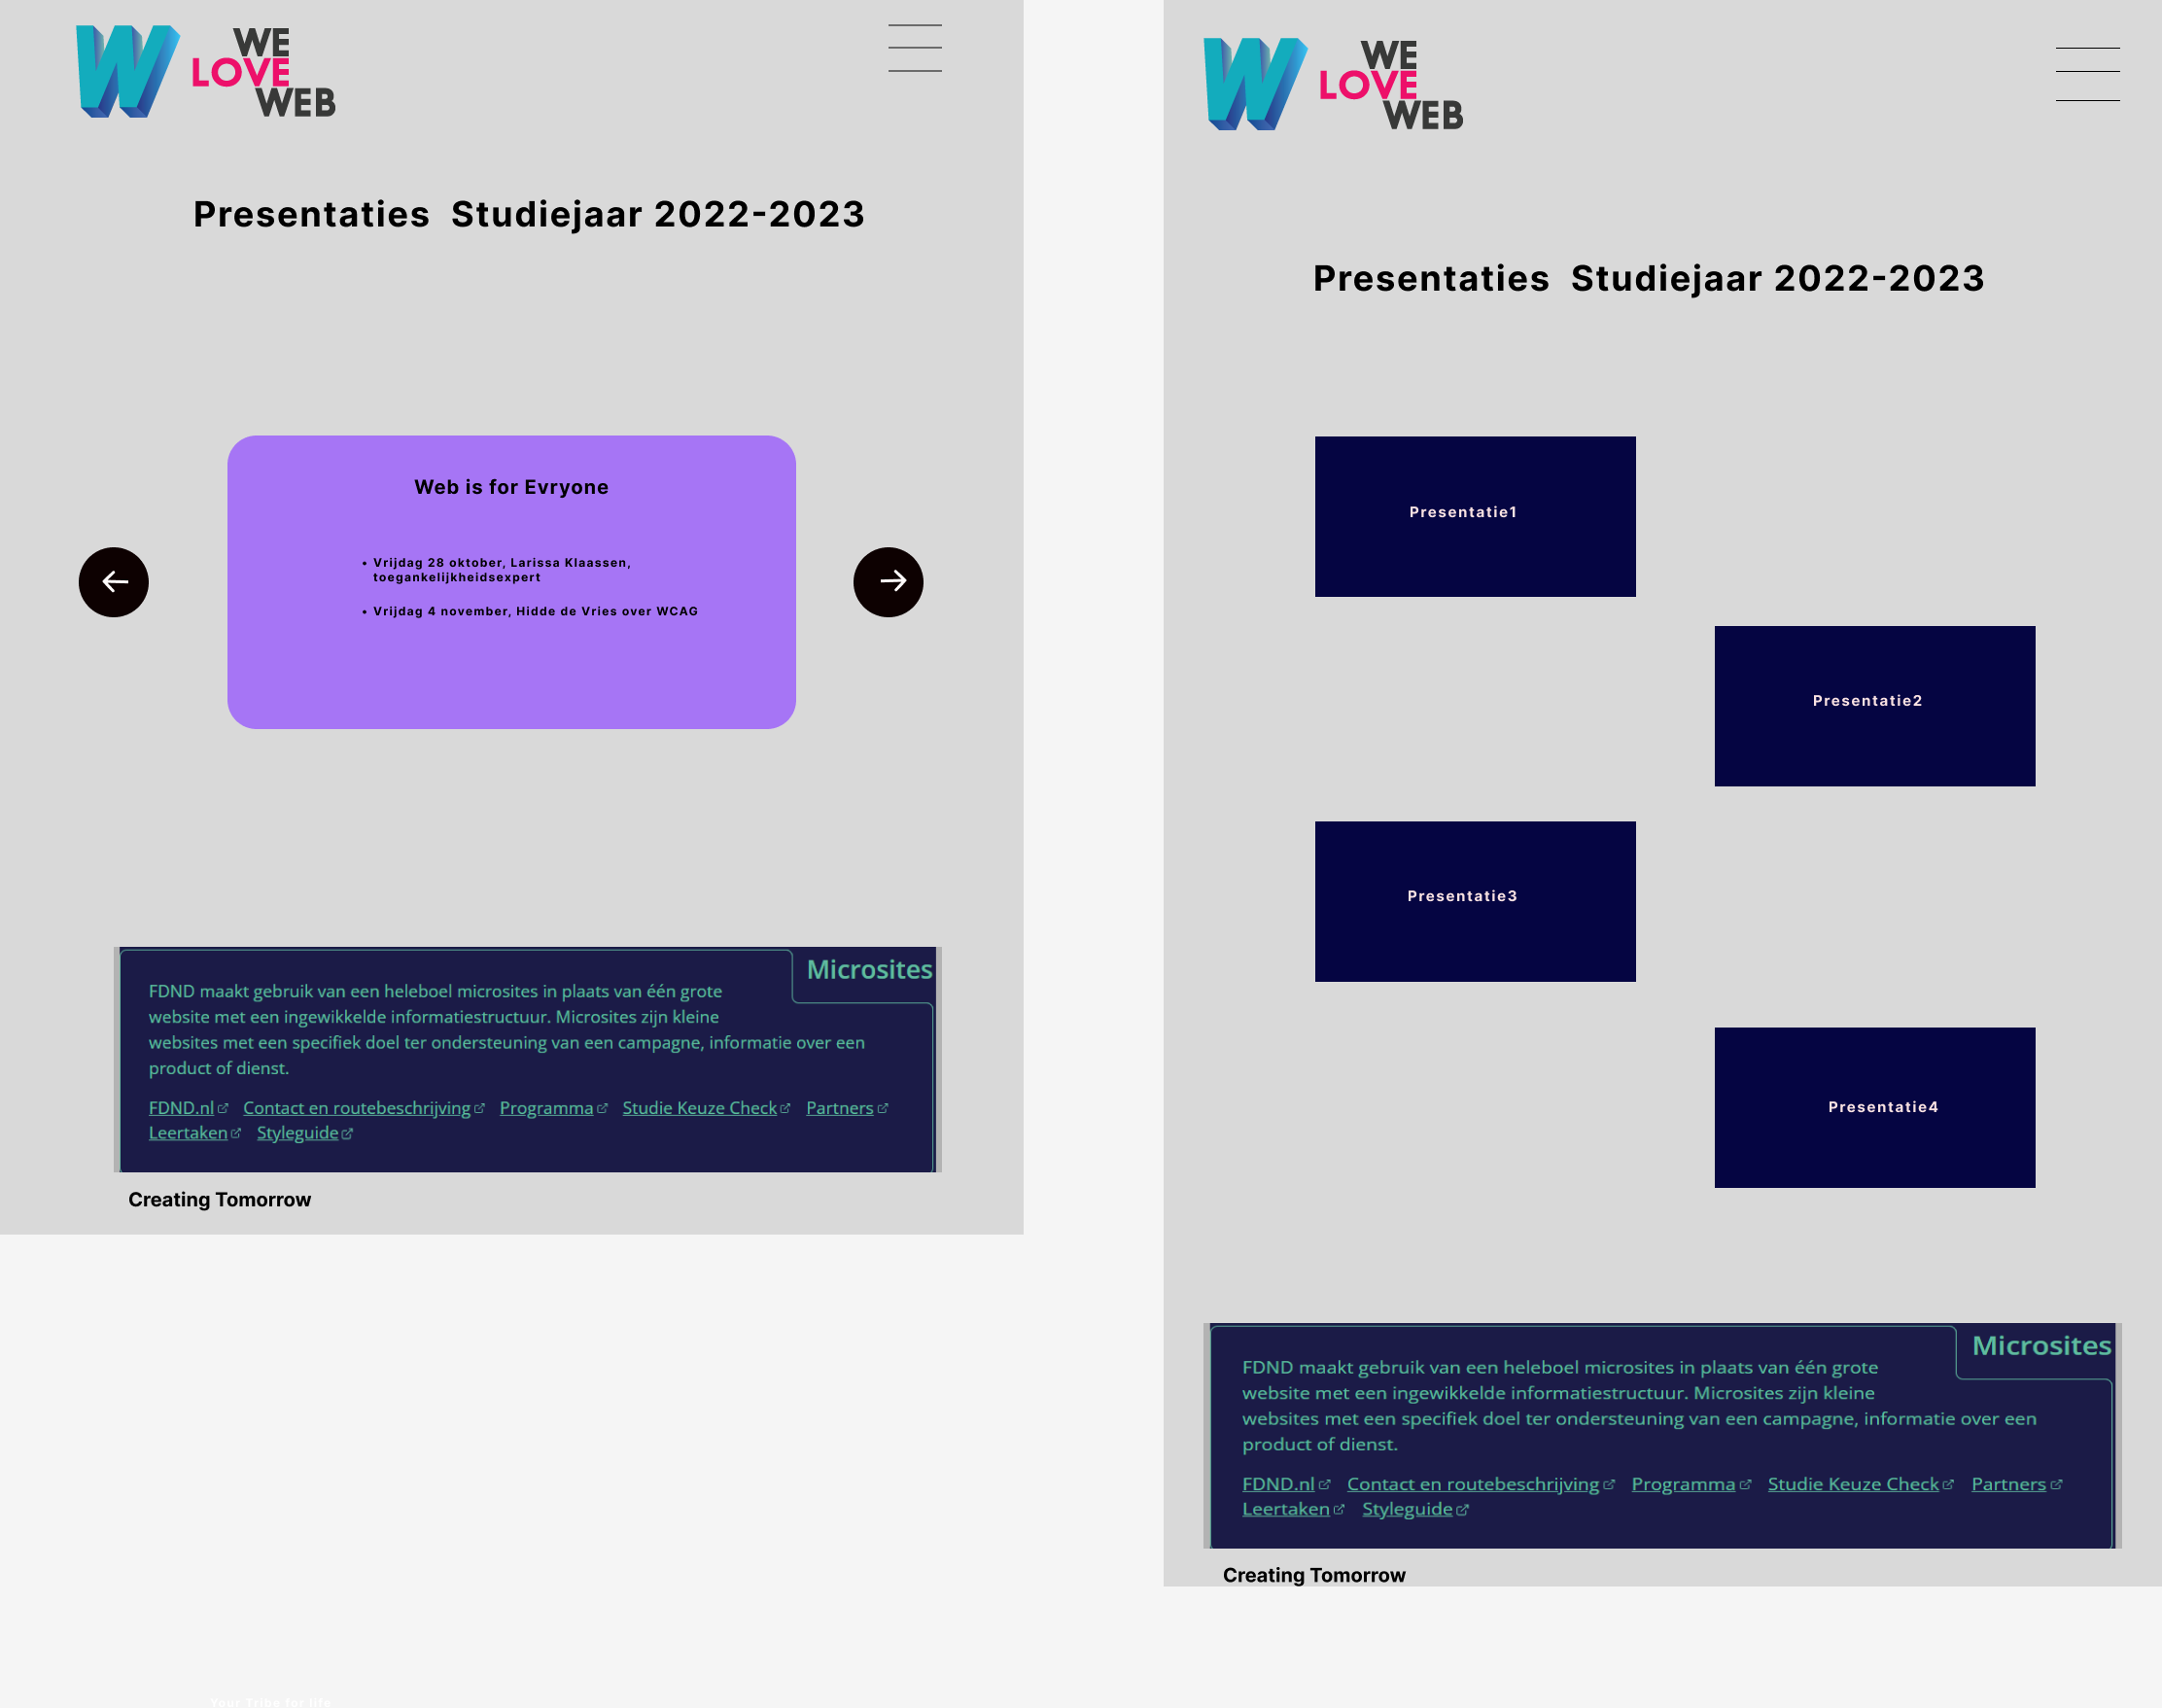 W WE
LOVE
WEB
Presentaties Studiejaar 2022-2023
Web is for Evryone
• Vrijdag 28 oktober, Larissa Klaassen,
toegankelijkheidsexpert
• Vrijdag 4 november, Hidde de Vries over WCAG
Microsites
FDND maakt gebruik van een heleboel microsites in plaats van één grote
website met een ingewikkelde informatiestructuur. Microsites zijn kleine
websites met een specifiek doel ter ondersteuning van een campagne, informatie over een
product of dienst.
FDND.nl Contact en routebeschrijving Programma Studie Keuze Check Partners
Leertaken Styleguide
Creating Tomorrow
Your Tribe for life
W WE
LOVE
WEB
Presentaties Studiejaar 2022-2023
Presentatie1
Presentatie2
Presentatie3
Presentatie4
Microsites
FDND maakt gebruik van een heleboel microsites in plaats van één grote
website met een ingewikkelde informatiestructuur. Microsites zijn kleine
websites met een specifiek doel ter ondersteuning van een campagne, informatie over een
product of dienst.
FDND.nl Contact en routebeschrijving Programma Studie Keuze Check Partners
Leertaken Styleguide
Creating Tomorrow